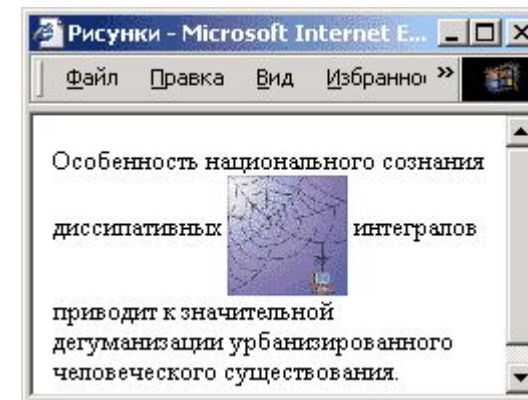 Рисунки - Microsoft Internet E...
Файл Правка Вид Избранно »
Особенность национального сознания
диссипативных интегралов
приводит к значительной
дегуманизации урбанизированного
человеческого существования.